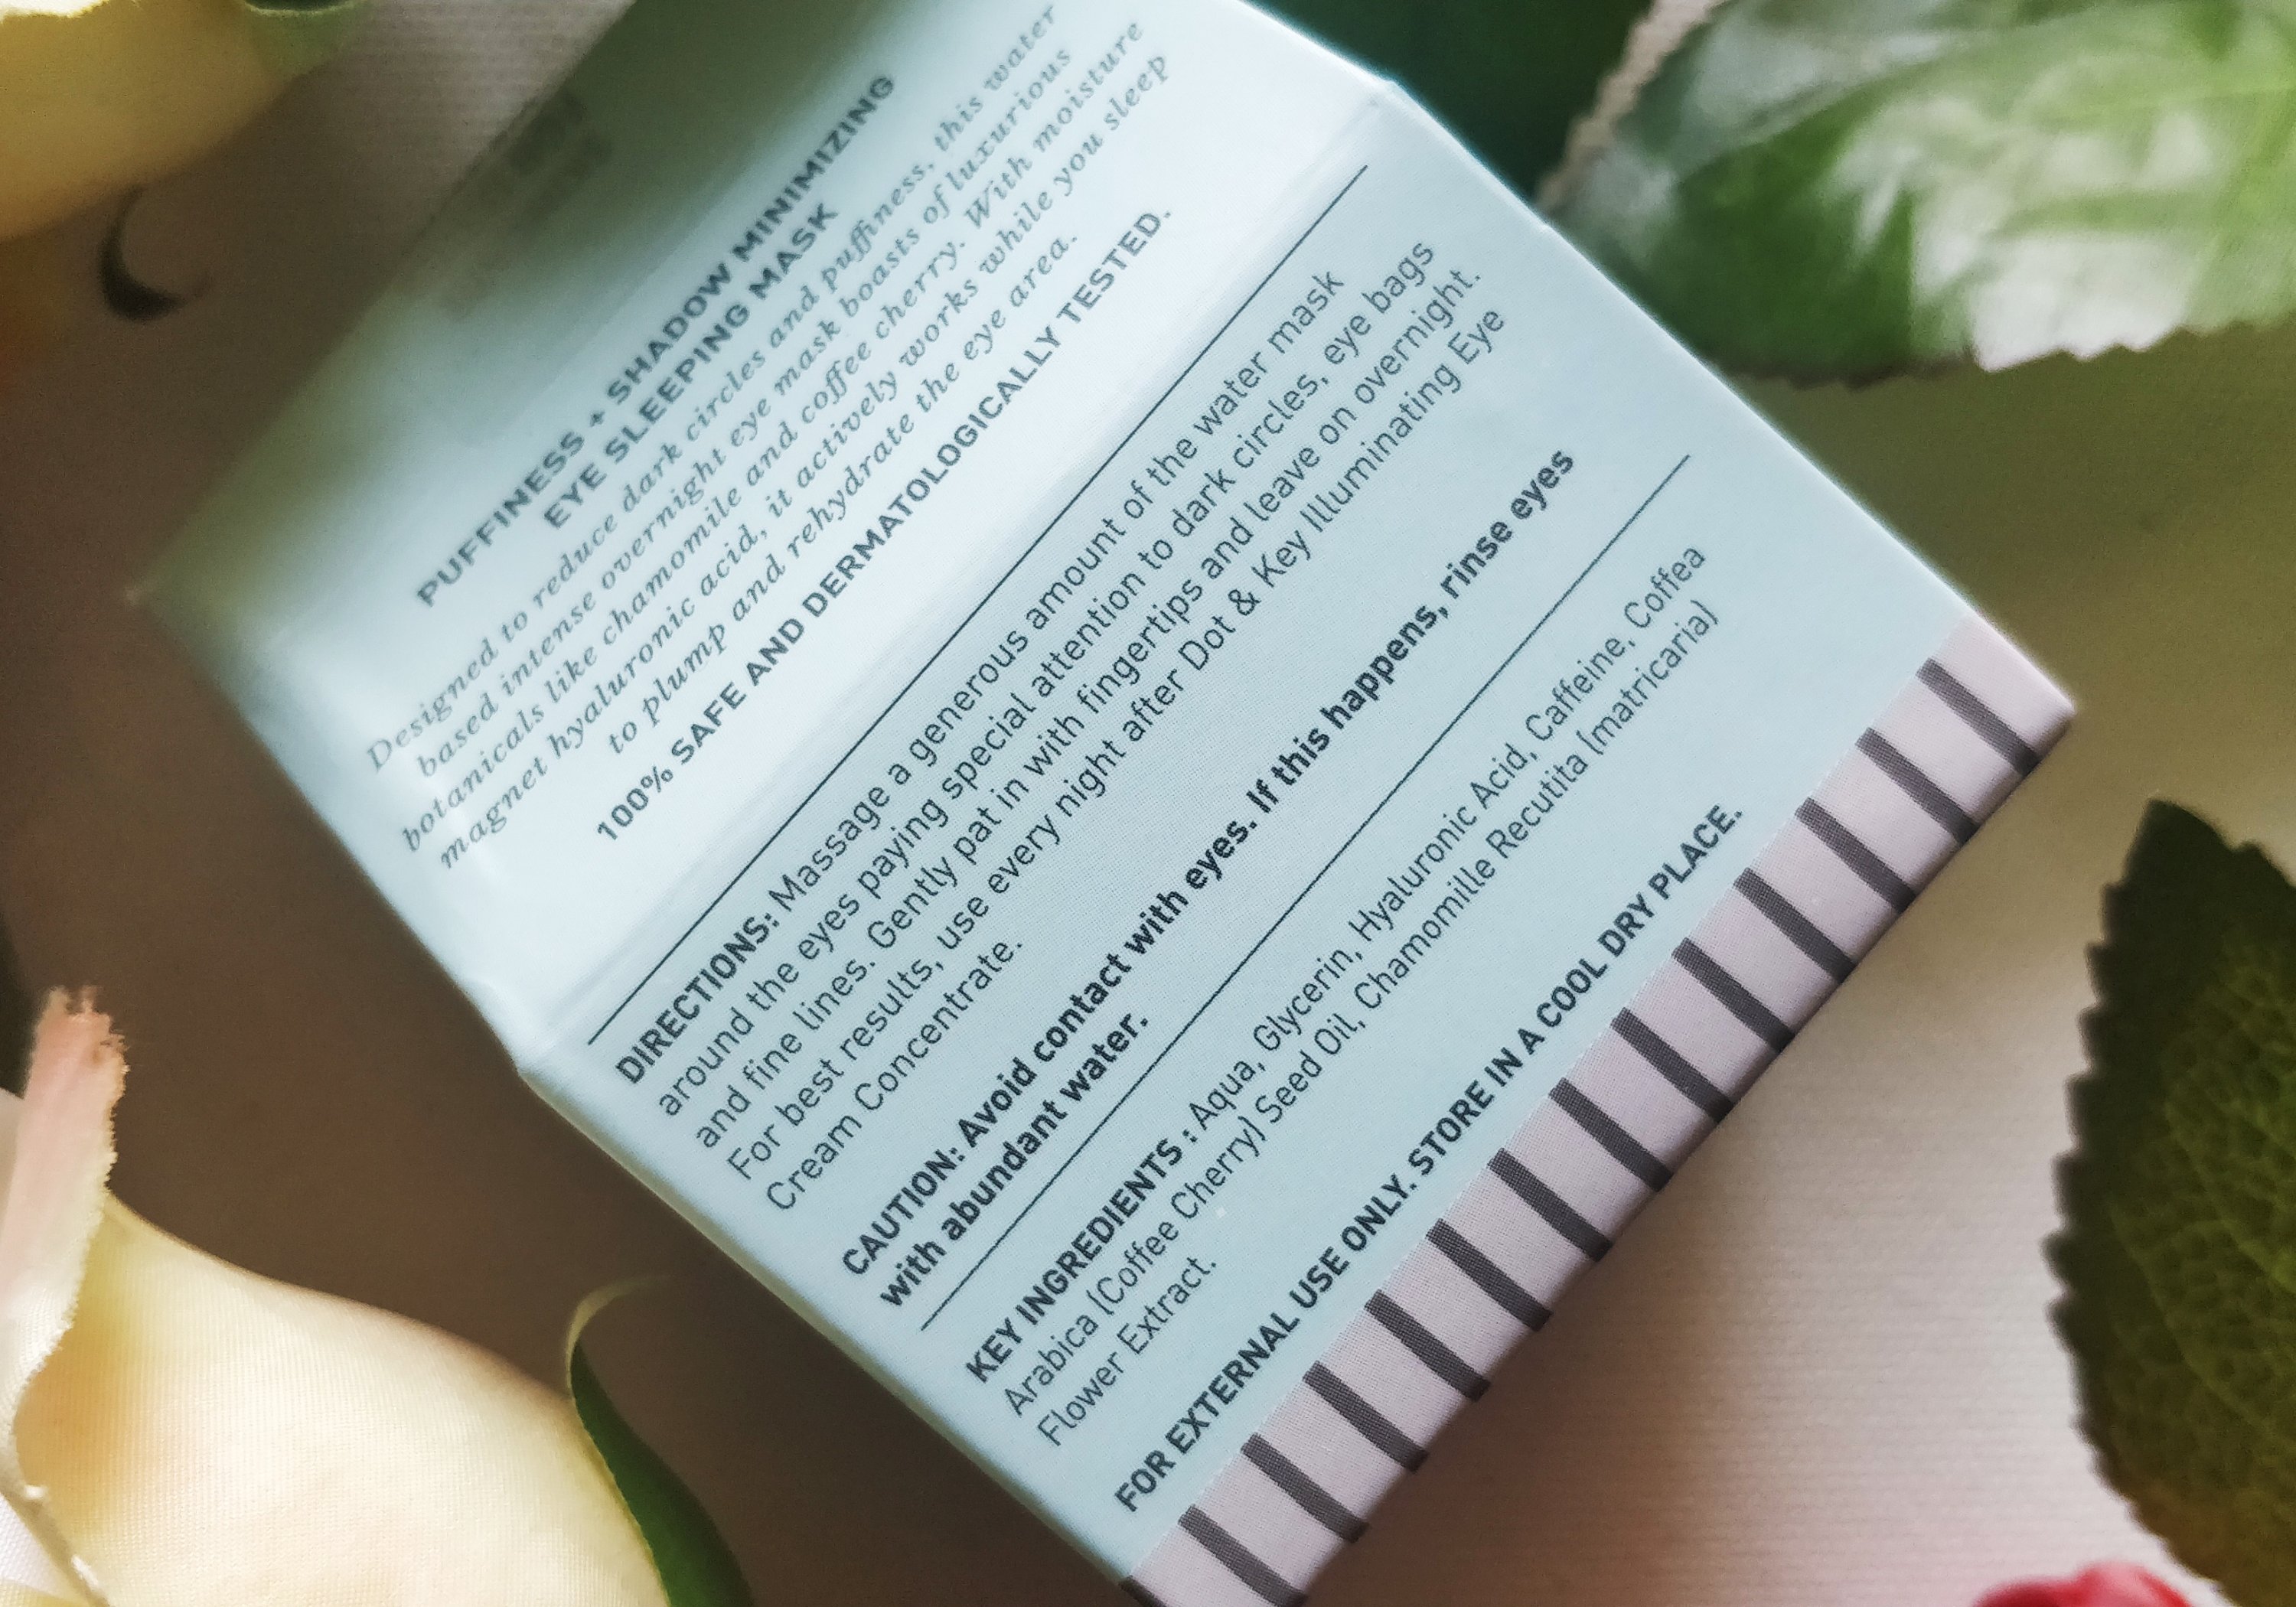 PUFFINESS + SHADOW MINIMIZING
EYE SLEEPING MASK
Designed to reduce dark circles and puffiness, this water
based intense overnight eye mask boasts of luxurious
botanicals like chamomile and coffee cherry. With moisture
magnet hyaluronic acid, it actively works while you sleep
to plump and rehydrate the eye area.
100% SAFE AND DERMATOLOGICALLY TESTED.
DIRECTIONS: Massage a generous amount of the water mask
around the eyes paying special attention to dark circles, eye bags
and fine lines. Gently pat in with fingertips and leave on overnight.
For best results, use every night after Dot & Key Illuminating Eye
Cream Concentrate.
CAUTION: Avoid contact with eyes. If this happens, rinse eyes
with abundant water.
KEY INGREDIENTS : Aqua, Glycerin, Hyaluronic Acid, Caffeine, Coffea
Arabica (Coffee Cherry) Seed Oil, Chamomille Recutita (matricaria)
Flower Extract.
FOR EXTERNAL USE ONLY. STORE IN A COOL DRY PLACE.